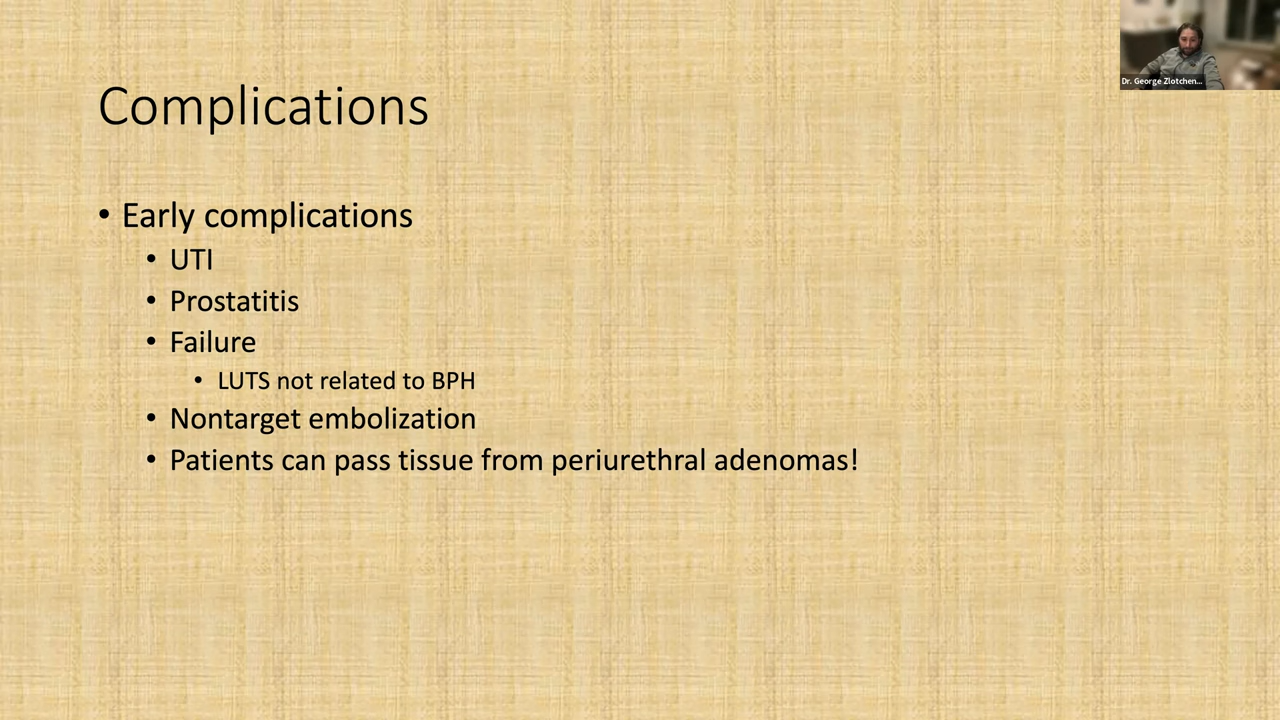 Complications
• Early complications
• UTI
• Prostatitis
• Failure
• LUTS not related to BPH
• Nontarget embolization
• Patients can pass tissue from periurethral adenomas!
Dr. George Zlotchen...